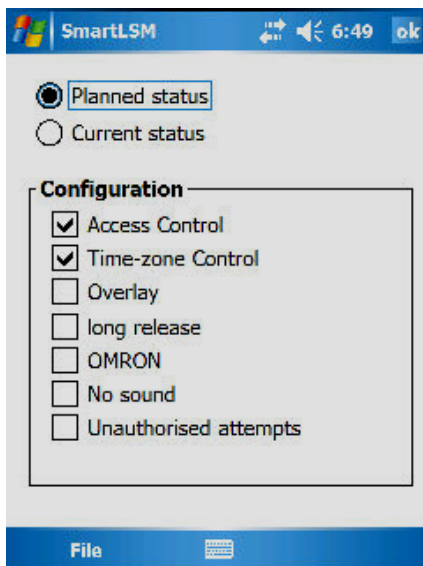 SmartLSM 6:49 ok
Planned status
Current status
Configuration
Access Control
Time-zone Control
Overlay
long release
OMRON
No sound
Unauthorised attempts
File